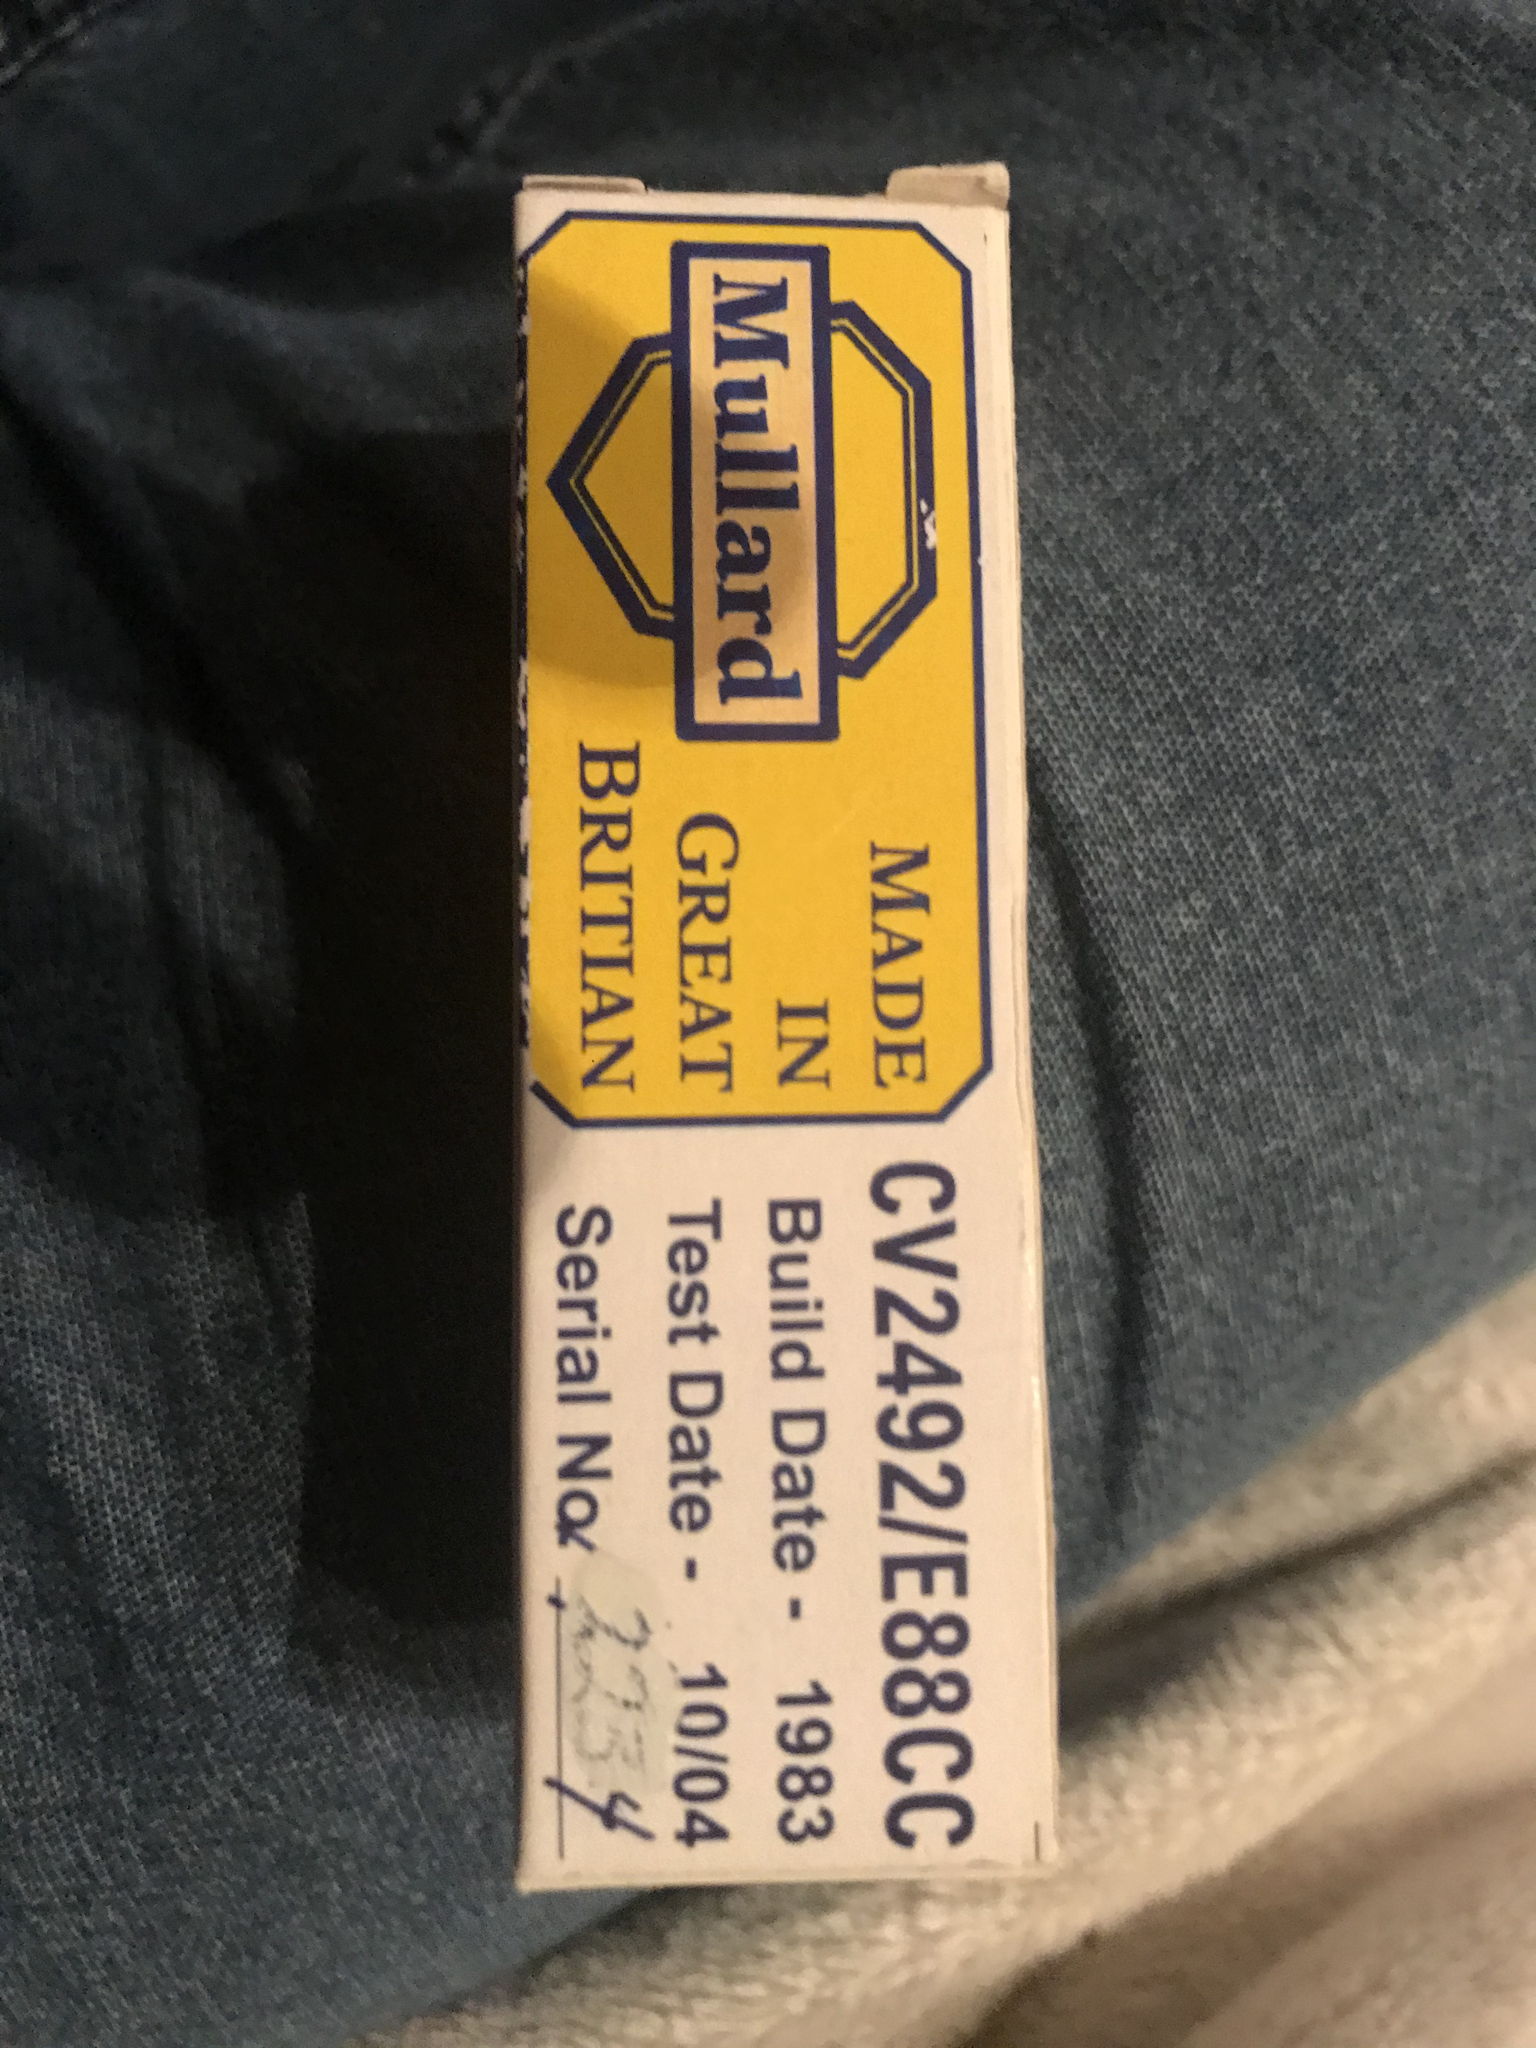 Mullard
MADE
IN
GREAT
BRITIAN
CV2492/E88CC
Build Date - 1983
Test Date - 10/04
Serial No.